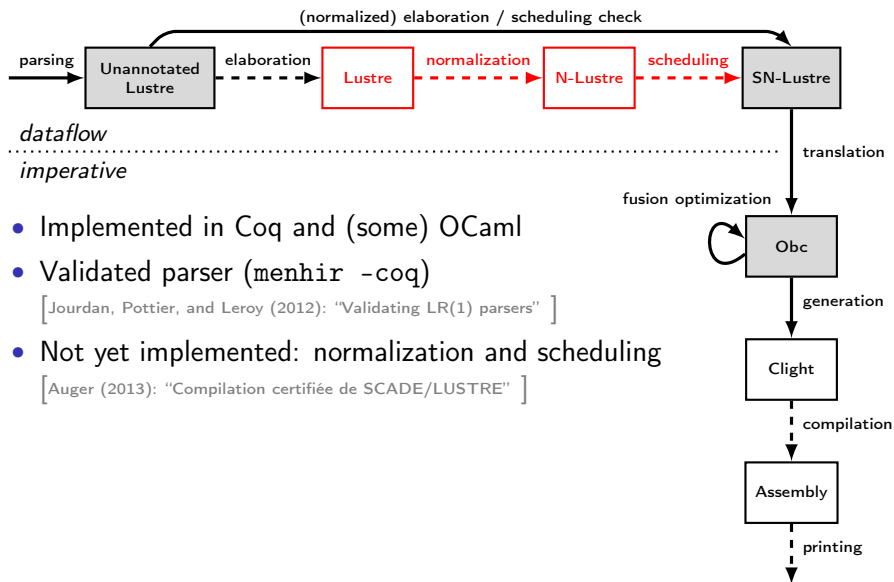 (normalized) elaboration / scheduling check
parsing
Unannotated
Lustre
elaboration
Lustre
normalization
N-Lustre
scheduling
SN-Lustre
dataflow
imperative
translation
fusion optimization
Obc
generation
Clight
compilation
Assembly
printing
• Implemented in Coq and (some) OCaml
• Validated parser (menhir -coq)
[Jourdan, Pottier, and Leroy (2012): “Validating LR(1) parsers” ]
• Not yet implemented: normalization and scheduling
[Auger (2013): “Compilation certifiée de SCADE/LUSTRE” ]